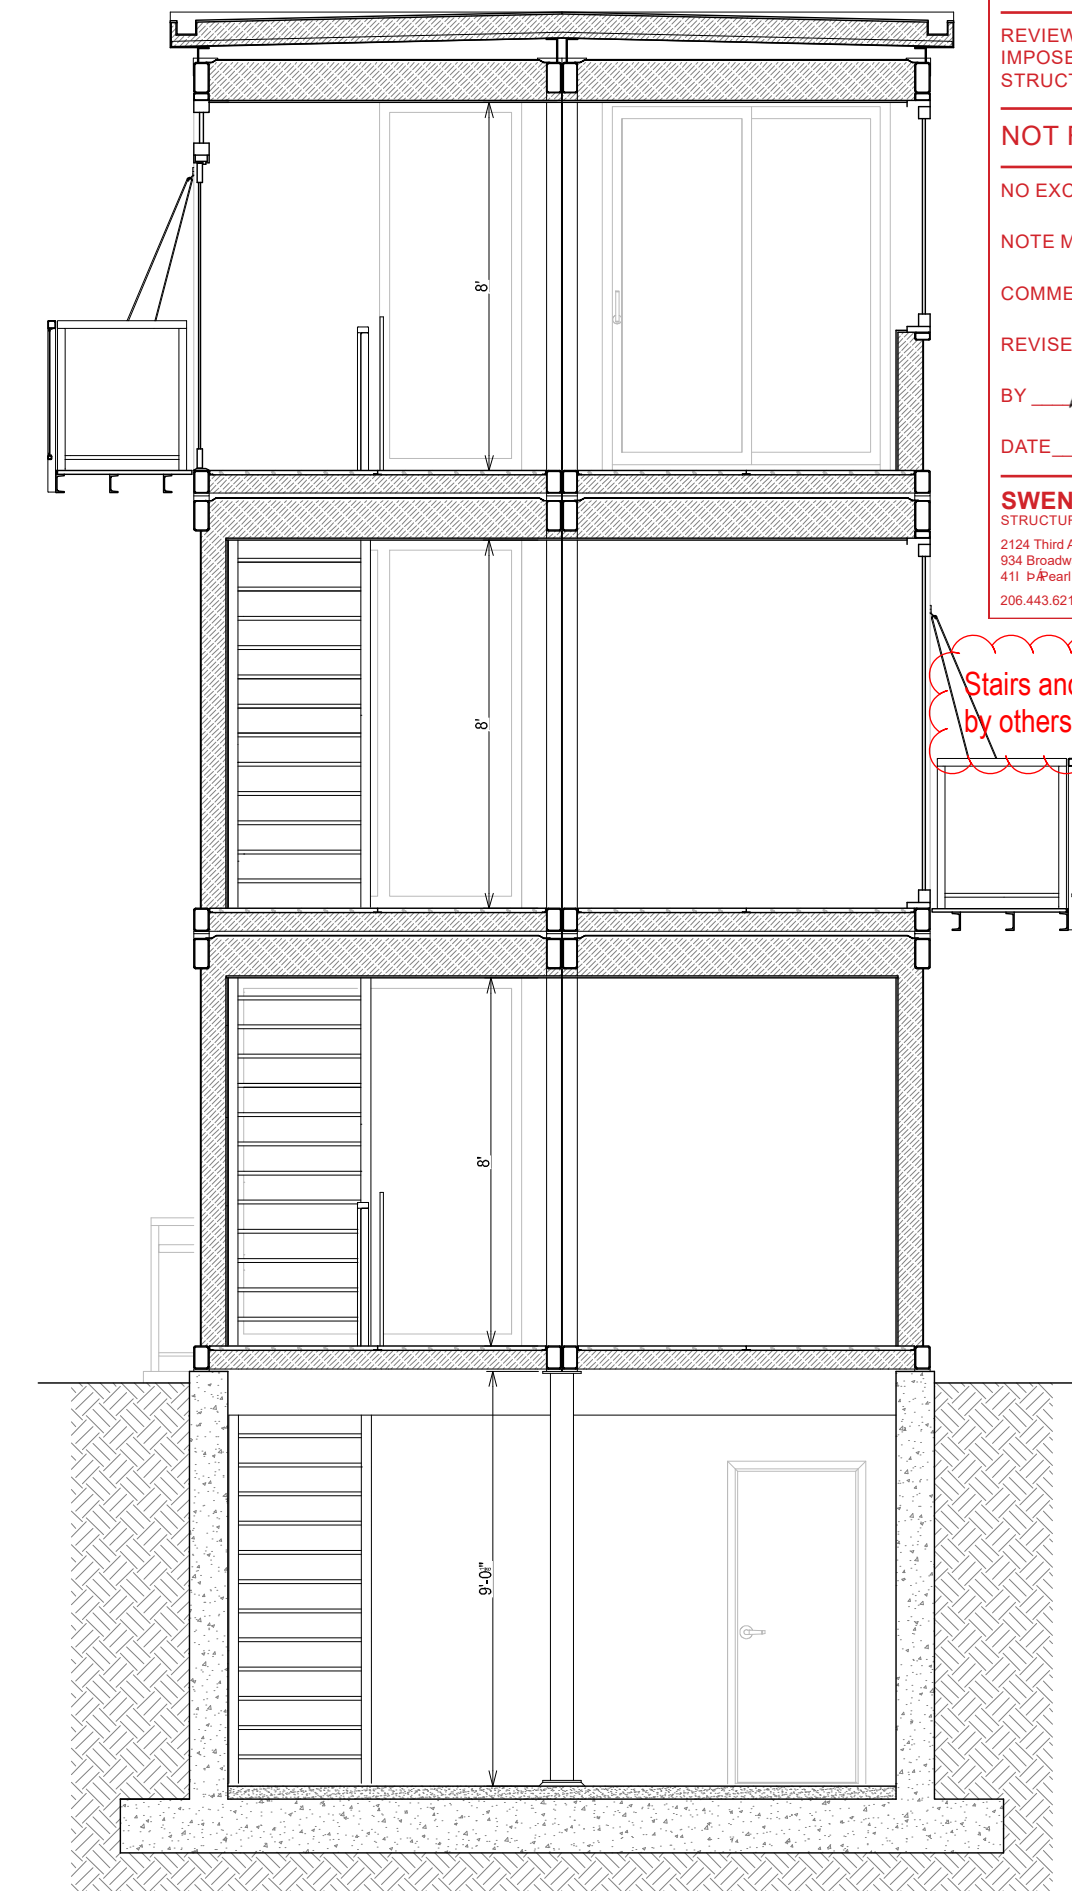 REVIEW
IMPOSE
STRUCT
NOT
NO EXC
NOTE M
COMME
REVISE
BY
DATE
SWEN
STRUCTUR
2124 Third A
934 Broadw
Pearl
206.443.621
8'
Stairs and
by others
8'
8'
9'-0"